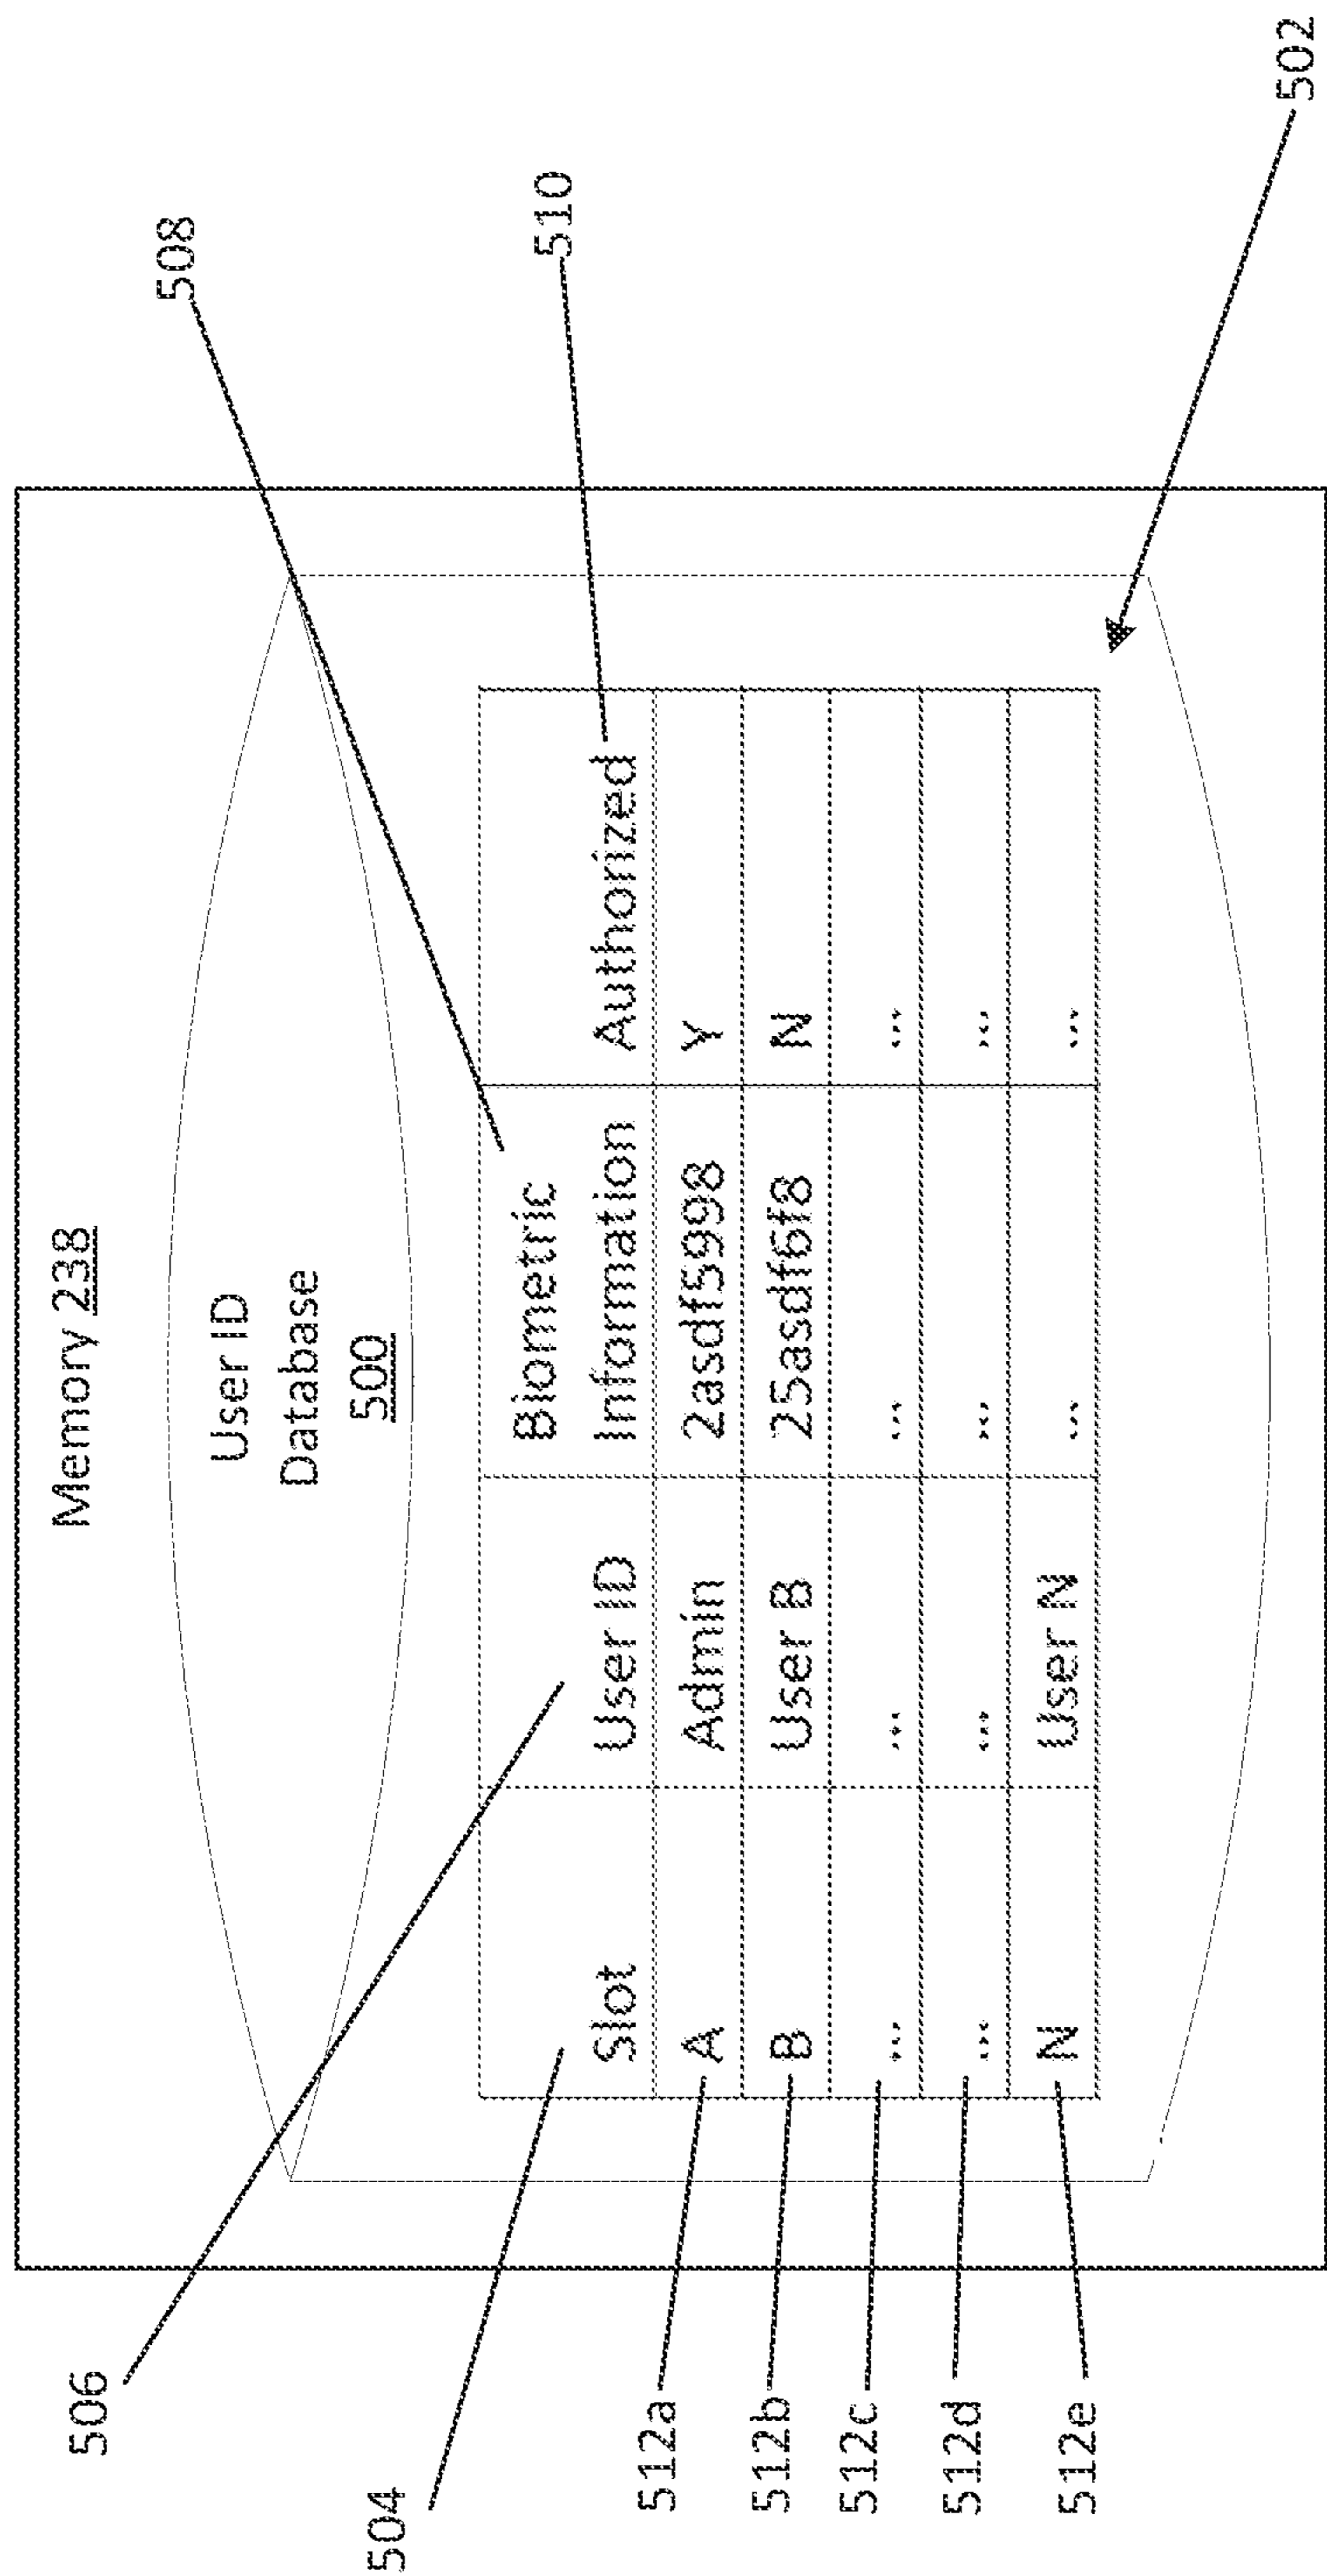 Memory 238
User ID
Database
500
506
504
508
510
502
Slot User ID Biometric Information Authorized
512a A Admin 2asdf5998 Y
512b B User B 25asdf6f8 N
512c ... ... ... ...
512d ... ... ... ...
512e N User N ... ...